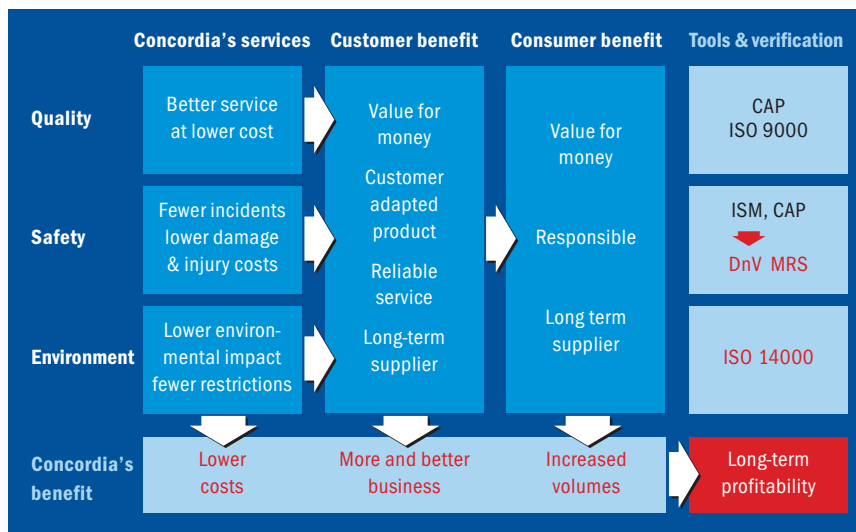 Concordia's services
Customer benefit
Consumer benefit
Tools & verification
Quality
Better service
at lower cost
Value for
money
Customer
adapted
product
Reliable
service
Long-term
supplier
Value for
money
Responsible
Long term
supplier
CAP
ISO 9000
Safety
Fewer incidents
lower damage
& injury costs
ISM, CAP
DnV MRS
Environment
Lower environ-
mental impact
fewer restrictions
ISO 14000
Concordia's
benefit
Lower
costs
More and better
business
Increased
volumes
Long-term
profitability